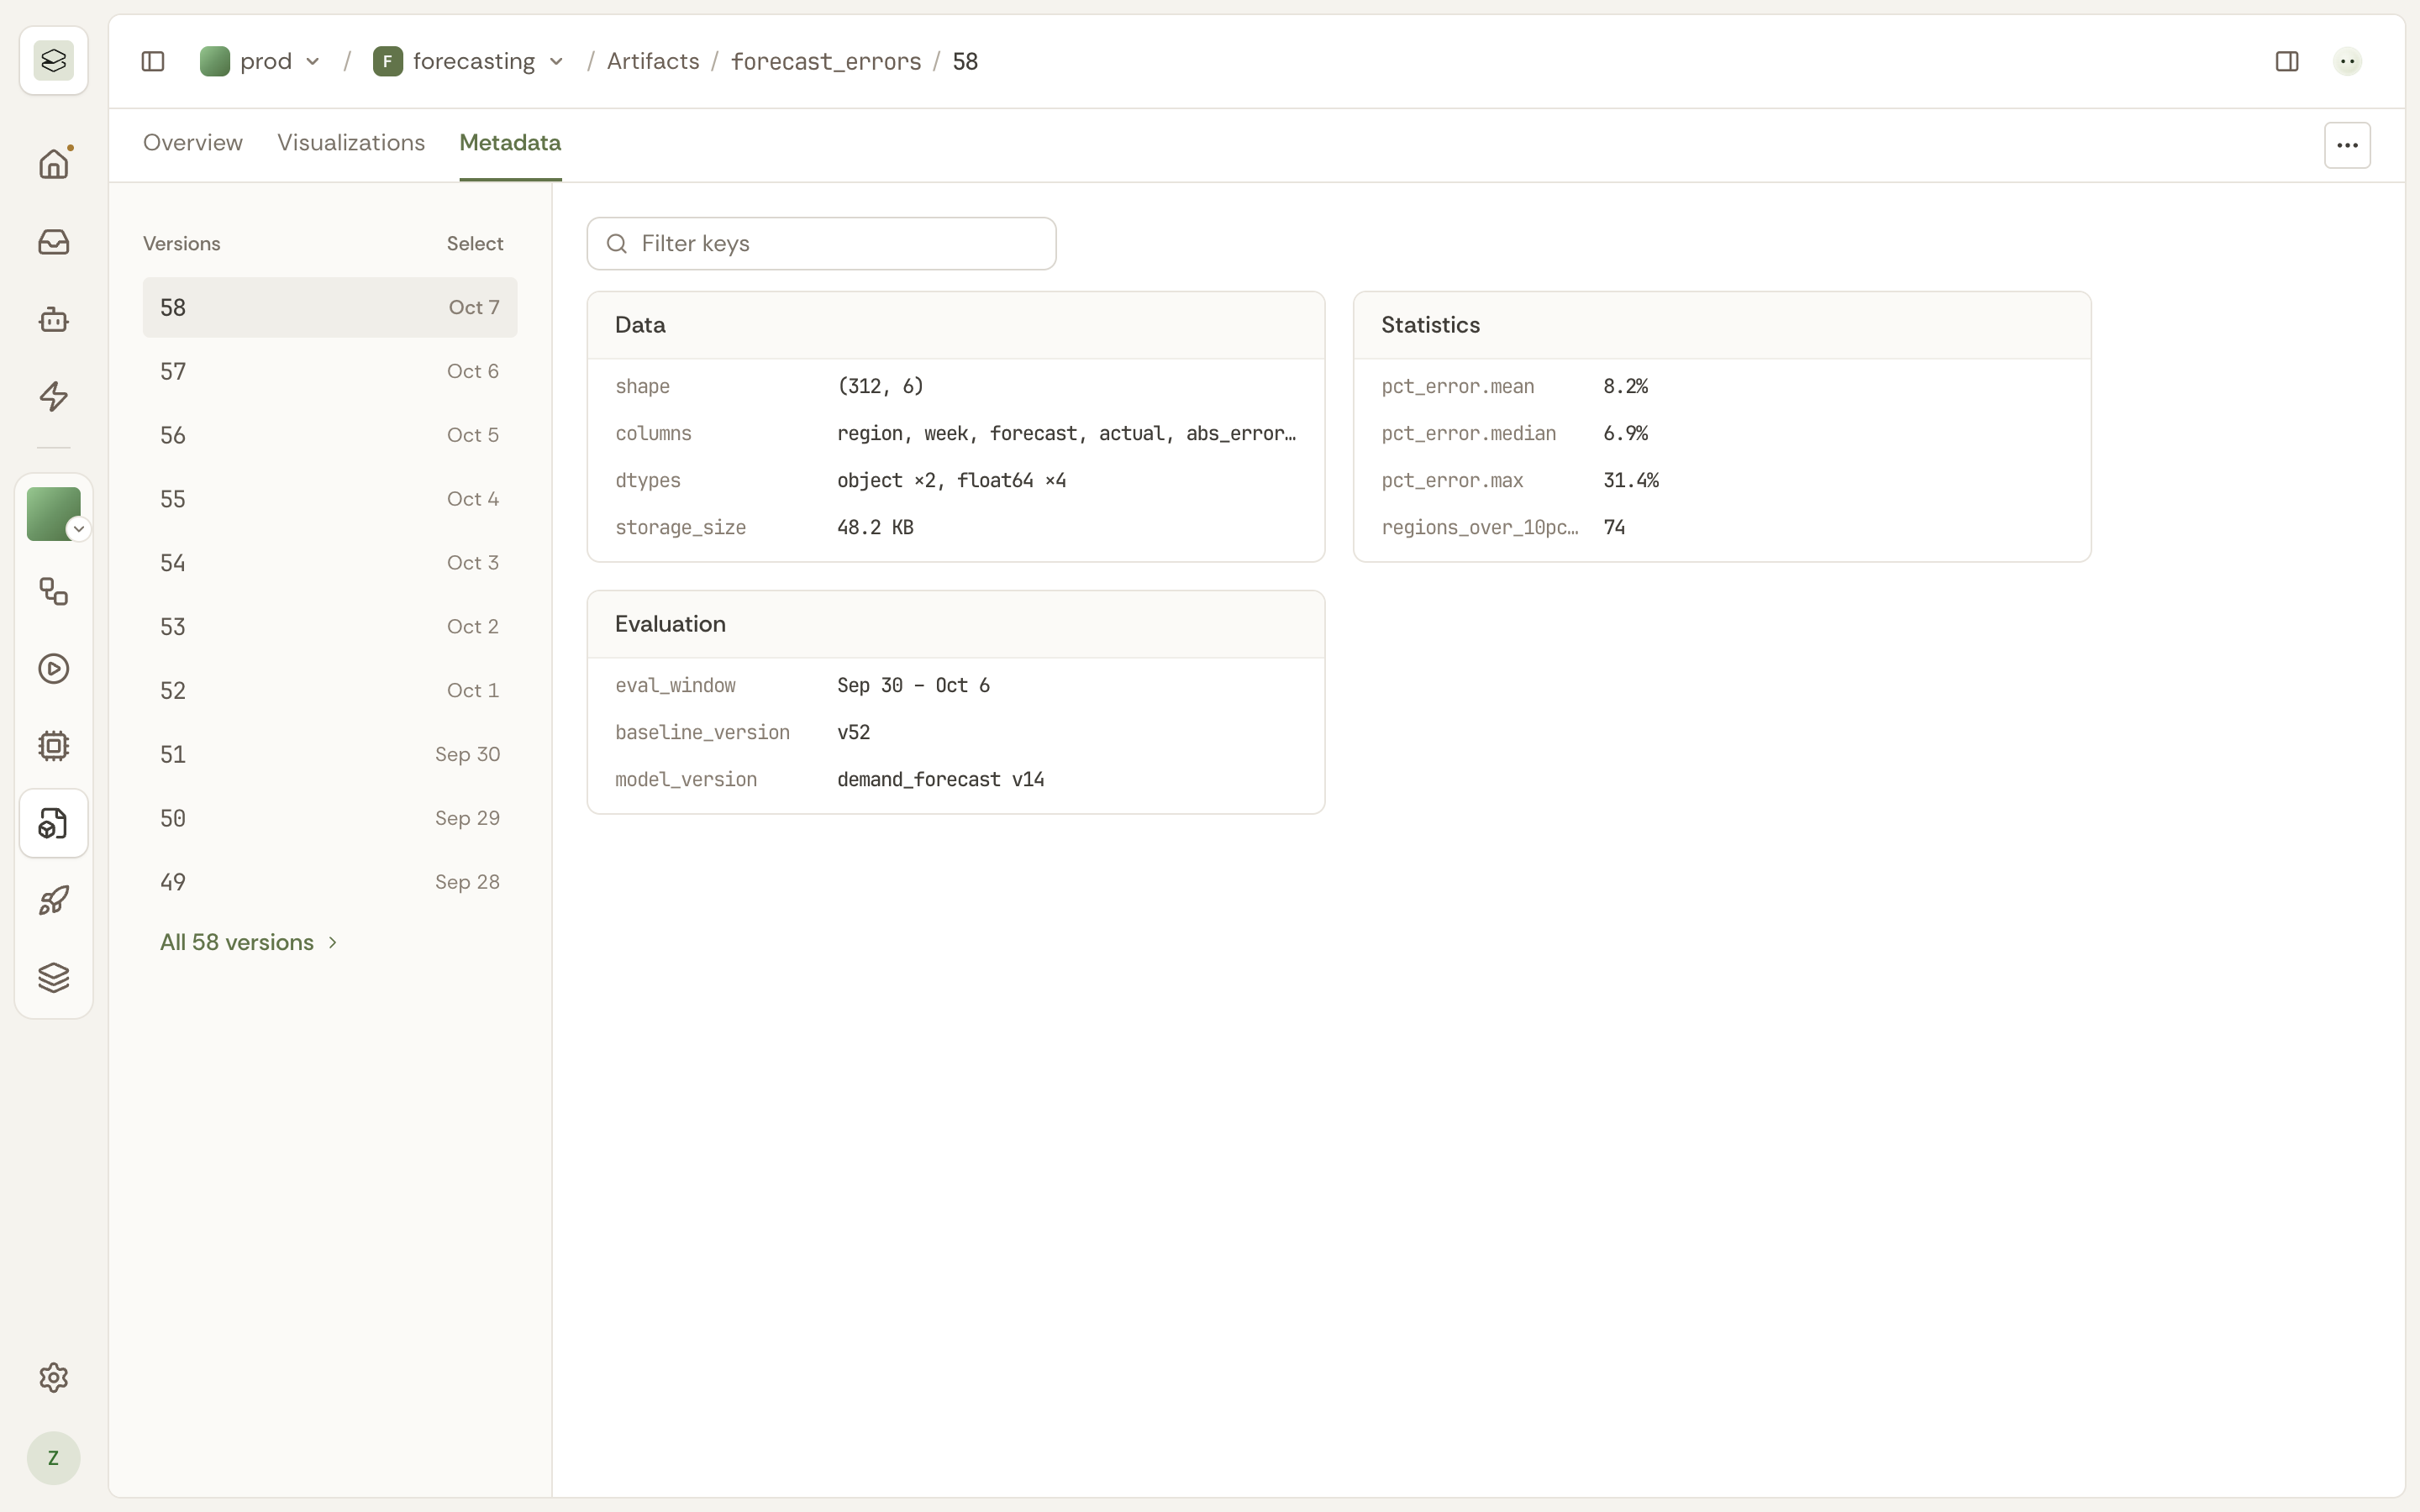 prod / F forecasting / Artifacts / forecast_errors / 58
Overview Visualizations Metadata
Versions Select
58 Oct 7
57 Oct 6
56 Oct 5
55 Oct 4
54 Oct 3
53 Oct 2
52 Oct 1
51 Sep 30
50 Sep 29
49 Sep 28
All 58 versions
Filter keys
Data
shape (312, 6)
columns region, week, forecast, actual, abs_error…
dtypes object ×2, float64 ×4
storage_size 48.2 KB
Statistics
pct_error.mean 8.2%
pct_error.median 6.9%
pct_error.max 31.4%
regions_over_10pc… 74
Evaluation
eval_window Sep 30 – Oct 6
baseline_version v52
model_version demand_forecast v14
Z